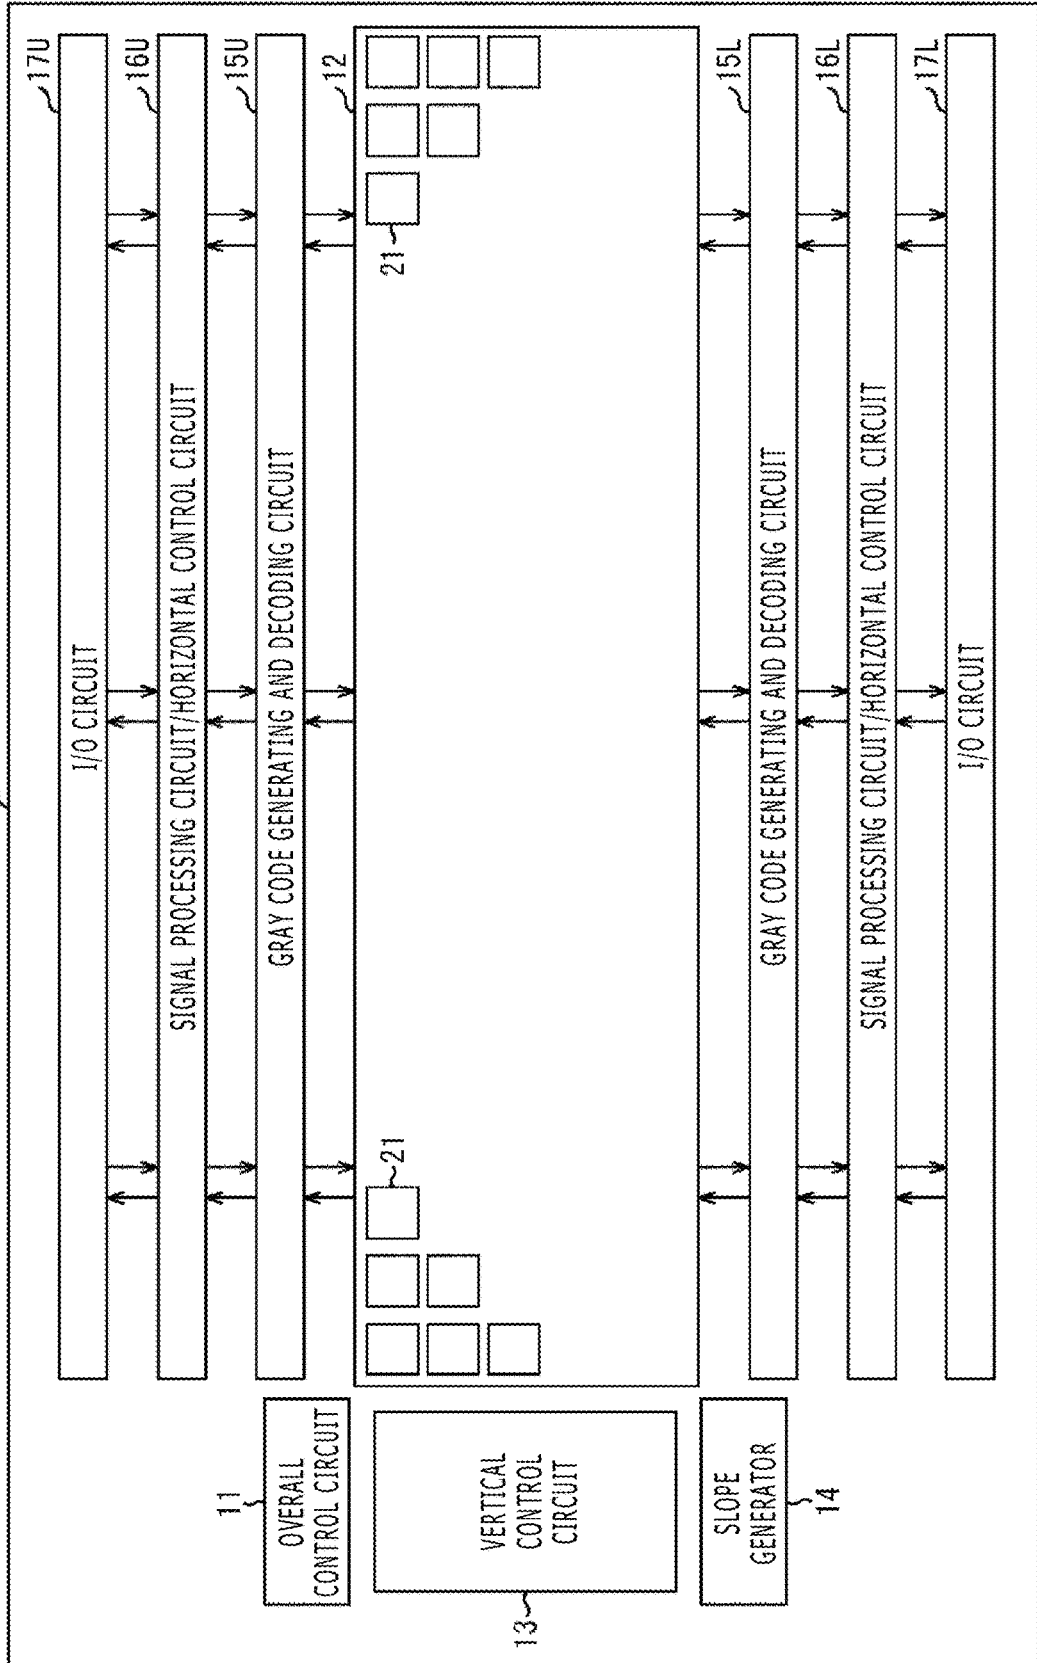 17U
I/O CIRCUIT
16U
SIGNAL PROCESSING CIRCUIT/HORIZONTAL CONTROL CIRCUIT
15U
GRAY CODE GENERATING AND DECODING CIRCUIT
11
OVERALL
CONTROL CIRCUIT
12
21
21
13
VERTICAL
CONTROL
CIRCUIT
14
SLOPE
GENERATOR
15L
GRAY CODE GENERATING AND DECODING CIRCUIT
16L
SIGNAL PROCESSING CIRCUIT/HORIZONTAL CONTROL CIRCUIT
17L
I/O CIRCUIT